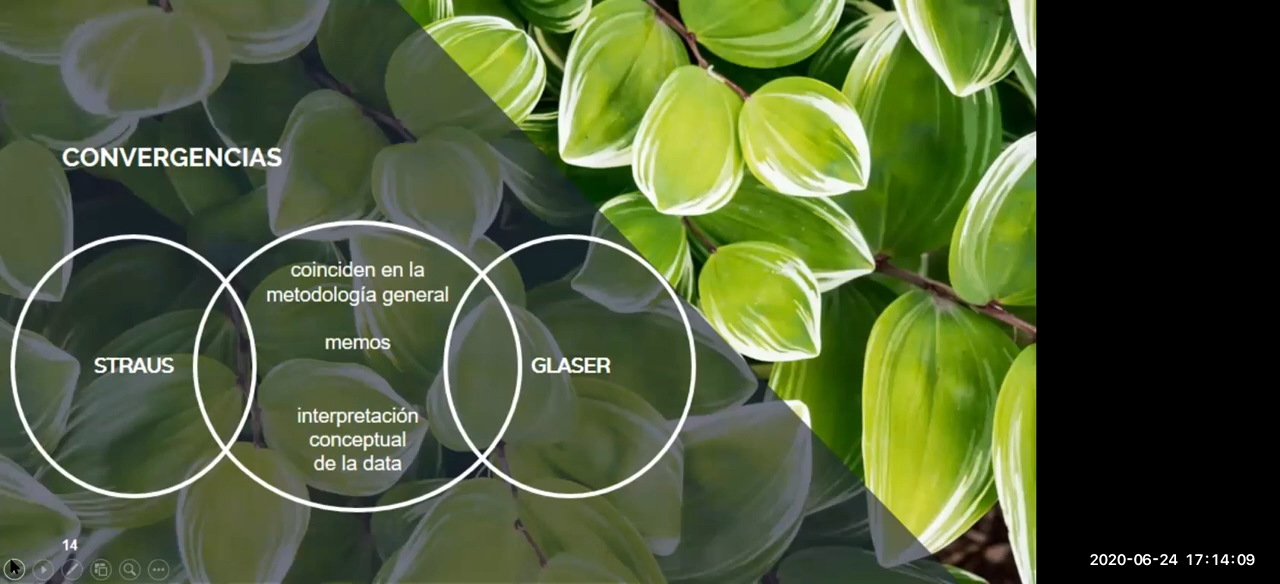 CONVERGENCIAS
STRAUS
coinciden en la
metodología general
memos
interpretación
conceptual
de la data
GLASER
14
2020-06-24 17:14:09